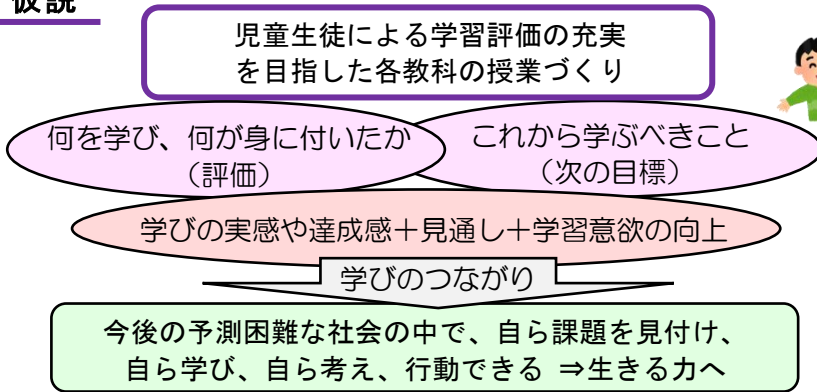 仮説
児童生徒による学習評価の充実
を目指した各教科の授業づくり
何を学び、何が身に付いたか
（評価）
これから学ぶべきこと
（次の目標）
学びの実感や達成感＋見通し＋学習意欲の向上
学びのつながり
今後の予測困難な社会の中で、自ら課題を見付け、
自ら学び、自ら考え、行動できる ⇒生きる力へ